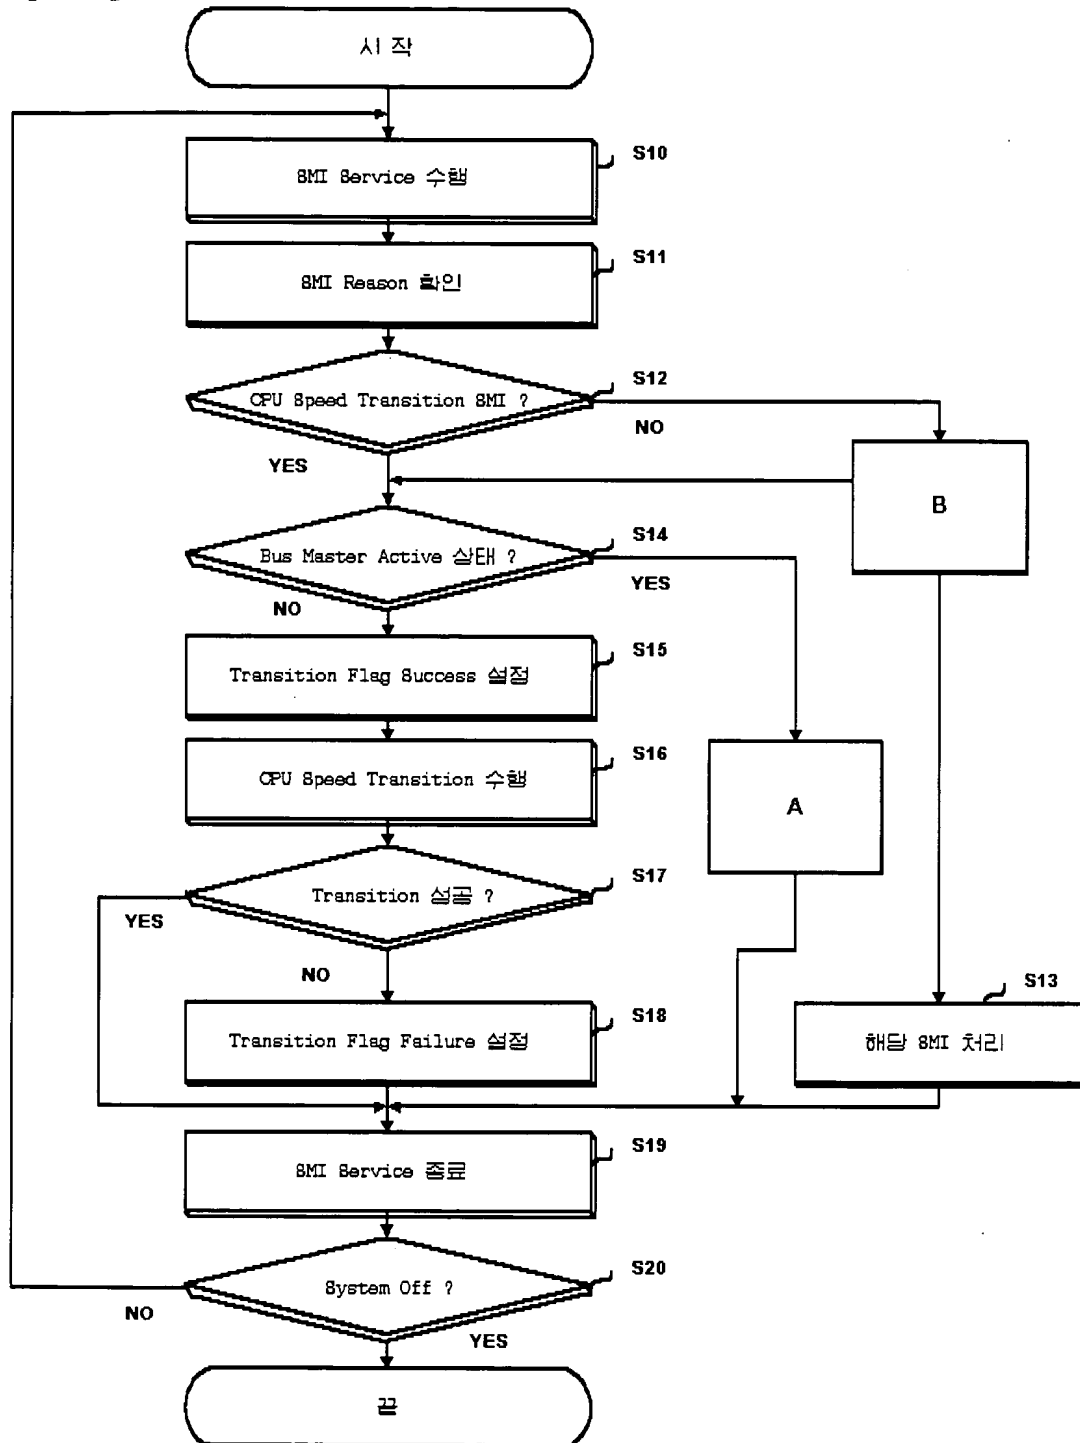 시 작
S10
SMI Service 수행
S11
SMI Reason 확인
S12
CPU Speed Transition SMI ?
NO
YES
B
S14
Bus Master Active 상태 ?
YES
NO
S15
Transition Flag Success 설정
S16
CPU Speed Transition 수행
A
S17
Transition 성공 ?
YES
NO
S13
S18
Transition Flag Failure 설정
해당 SMI 처리
S19
SMI Service 종료
S20
System Off ?
NO
YES
끝